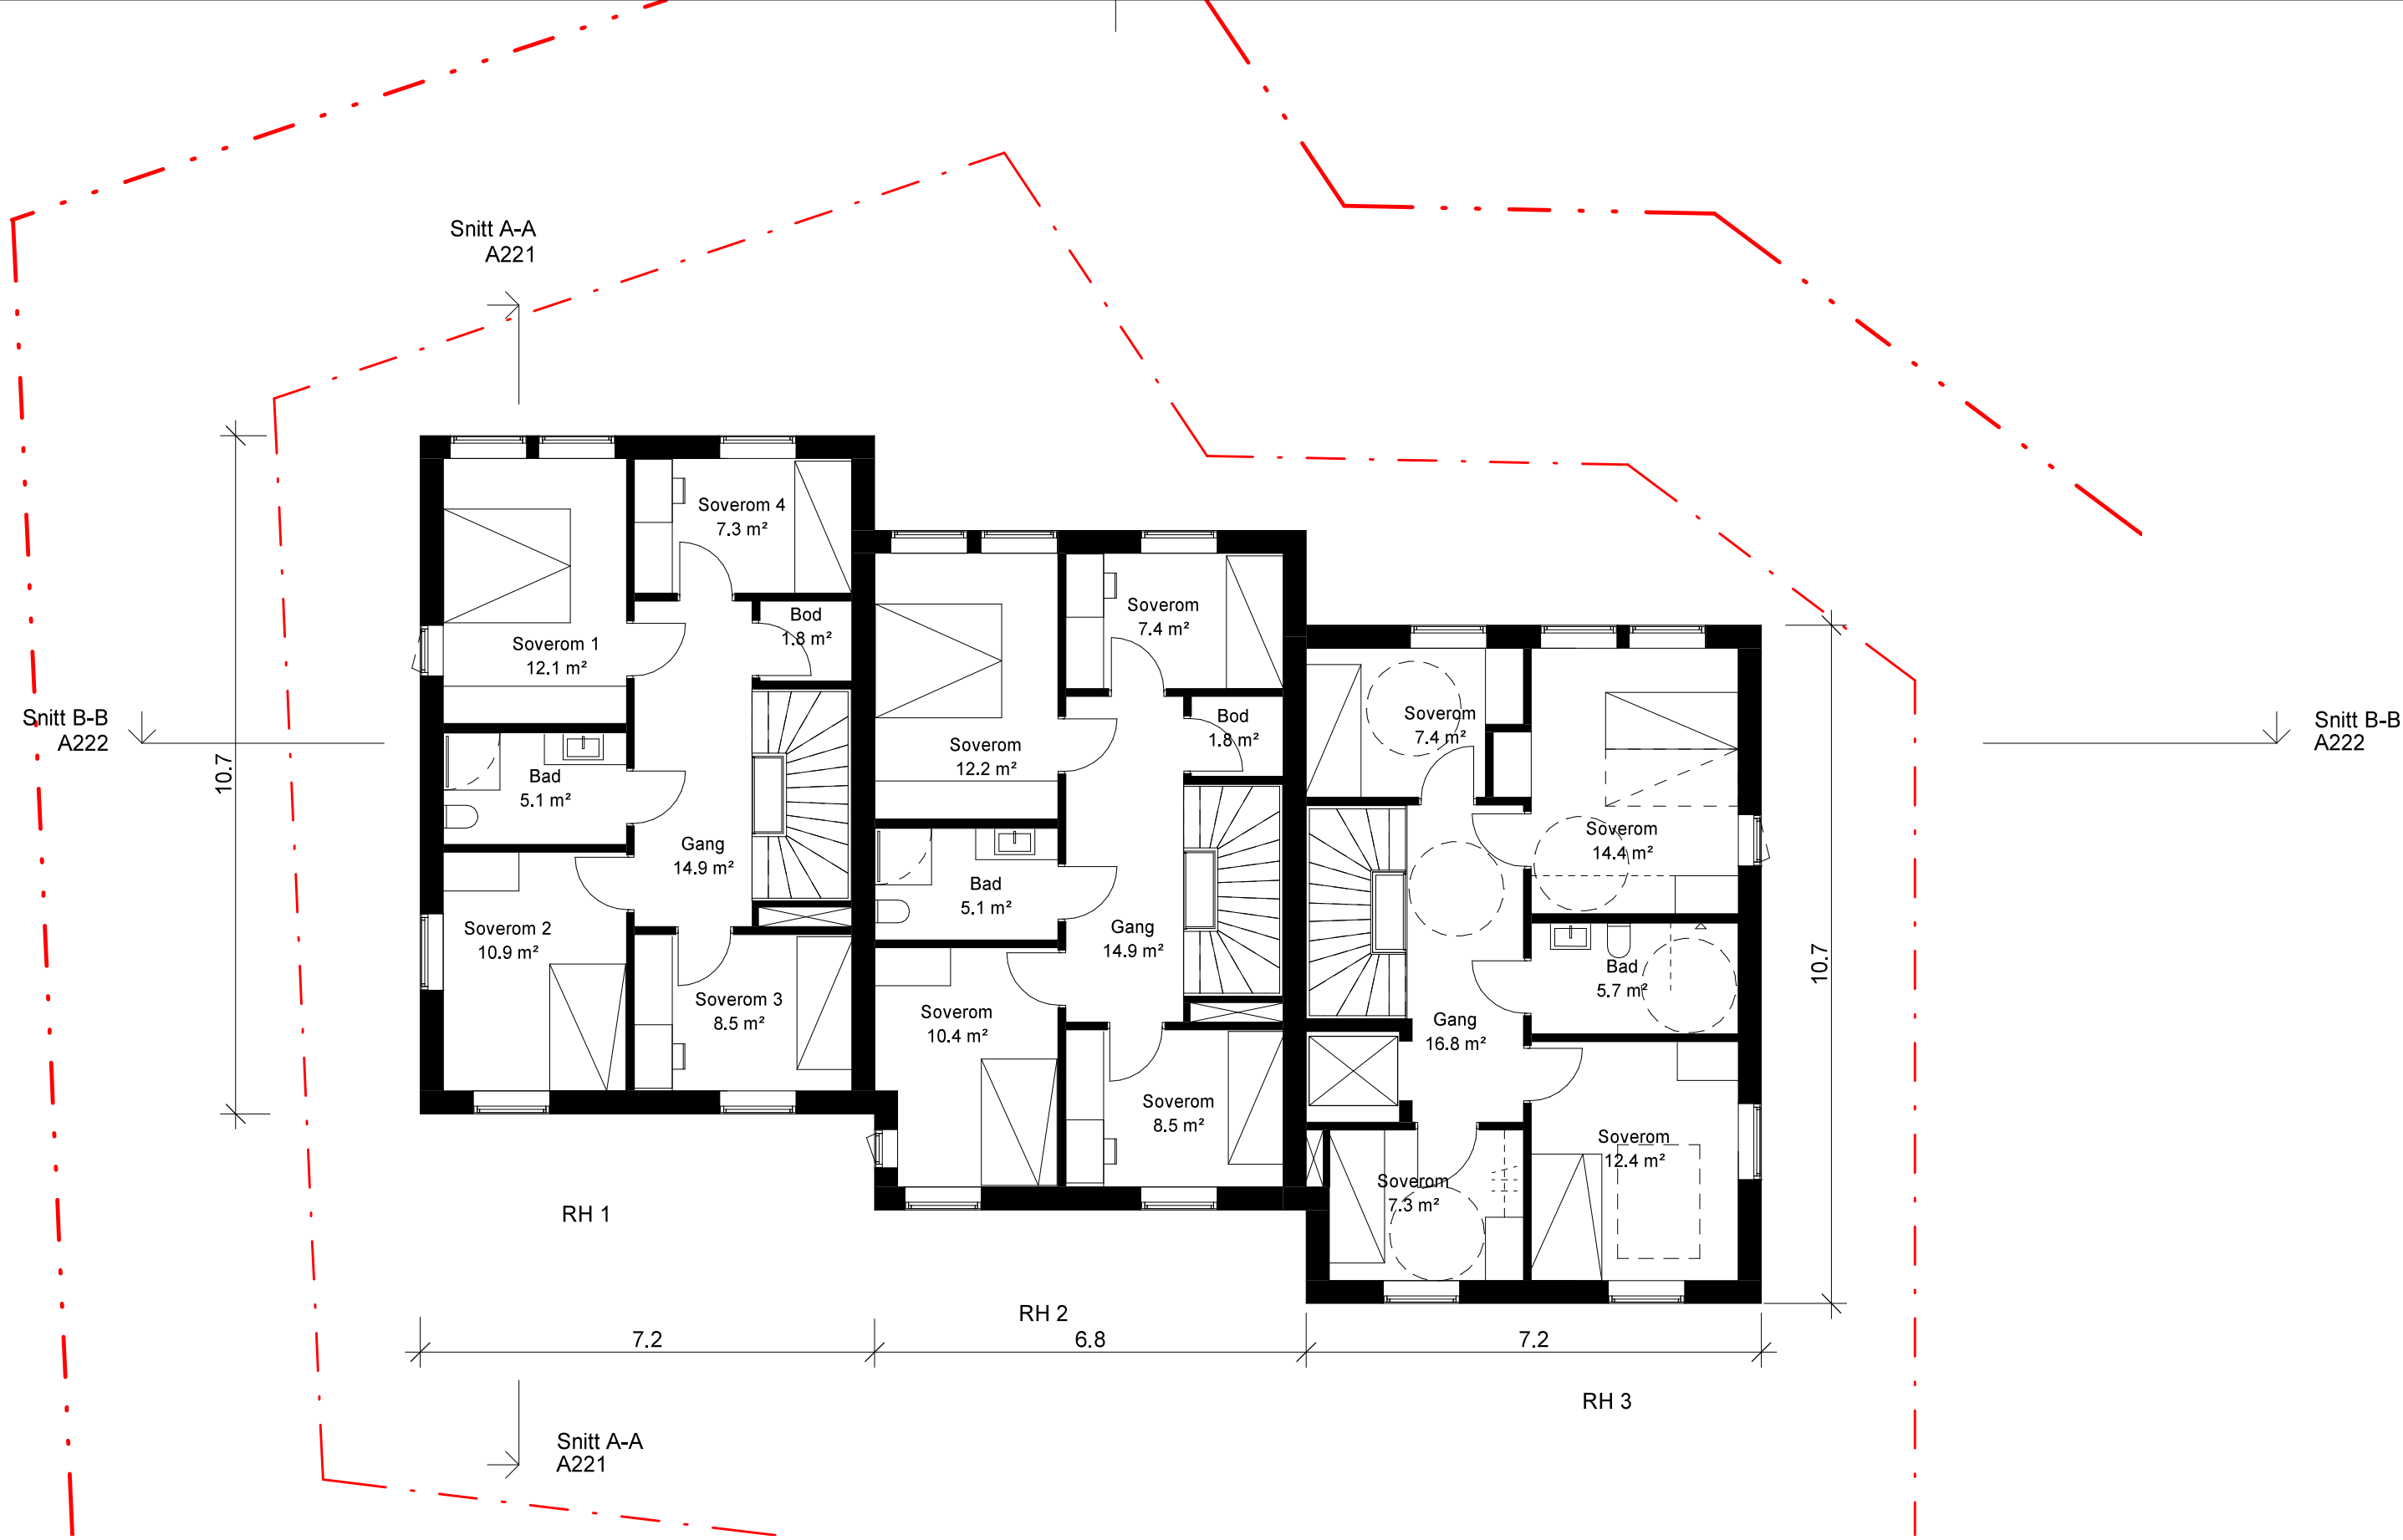 Snitt A-A
A221
Soverom 4
7.3 m²
Bod
1.8 m²
Soverom 1
12.1 m²
Snitt B-B
A222
10.7
Bad
5.1 m²
Gang
14.9 m²
Soverom 2
10.9 m²
Soverom 3
8.5 m²
RH 1
Soverom
7.4 m²
Bod
1.8 m²
Soverom
12.2 m²
Bad
5.1 m²
Gang
14.9 m²
Soverom
10.4 m²
Soverom
8.5 m²
RH 2
Soverom
7.4 m²
Soverom
14.4 m²
Bad
5.7 m²
Gang
16.8 m²
Soverom
12.4 m²
Soverom
7.3 m²
Snitt B-B
A222
10.7
7.2
6.8
7.2
RH 3
Snitt A-A
A221